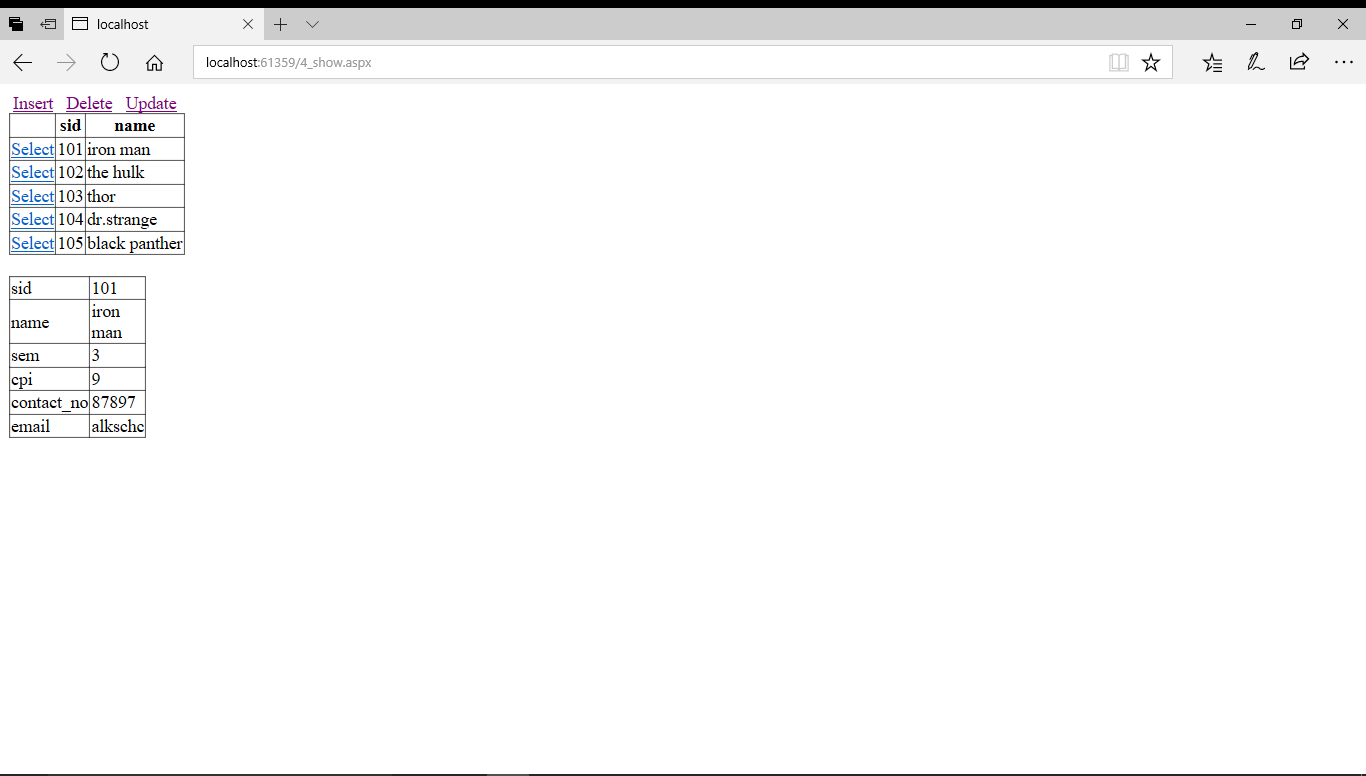 localhost
localhost:61359/4_show.aspx
Insert Delete Update
sid name
Select 101 iron man
Select 102 the hulk
Select 103 thor
Select 104 dr.strange
Select 105 black panther
sid 101
name iron
man
sem 3
cpi 9
contact_no 87897
email alkschc